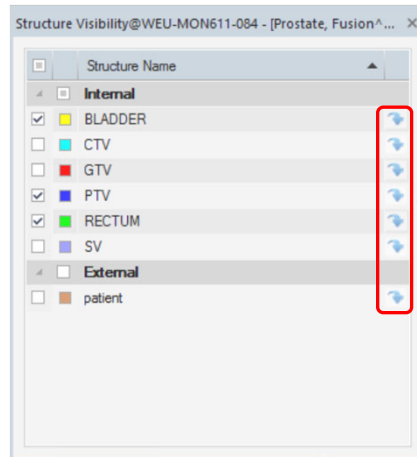 Structure Visibility@WEU-MON611-084 - [Prostate, Fusion^...
Structure Name
Internal
BLADDER
CTV
GTV
PTV
RECTUM
SV
External
patient